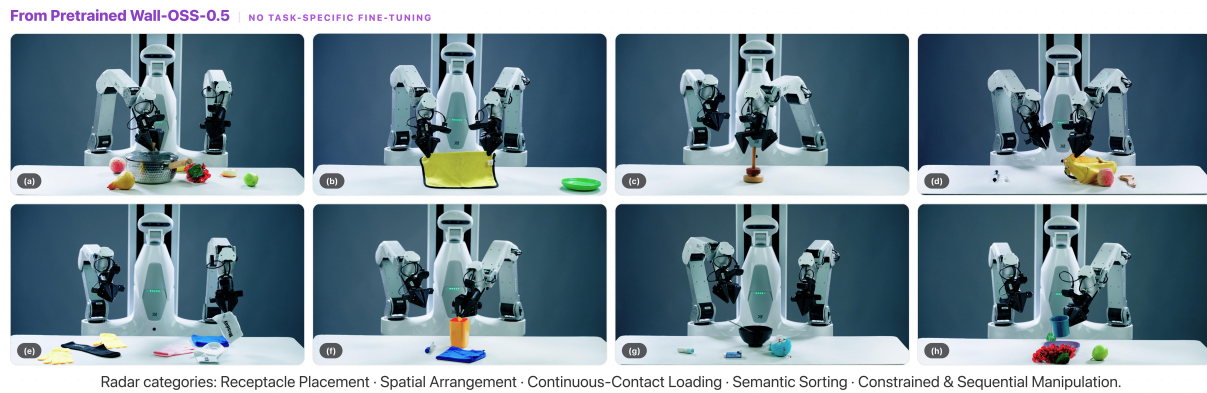 From Pretrained Wall-OSS-0.5 | NO TASK-SPECIFIC FINE-TUNING
(a)
(b)
(c)
(d)
(e)
(f)
(g)
(h)
Radar categories: Receptacle Placement · Spatial Arrangement · Continuous-Contact Loading · Semantic Sorting · Constrained & Sequential Manipulation.